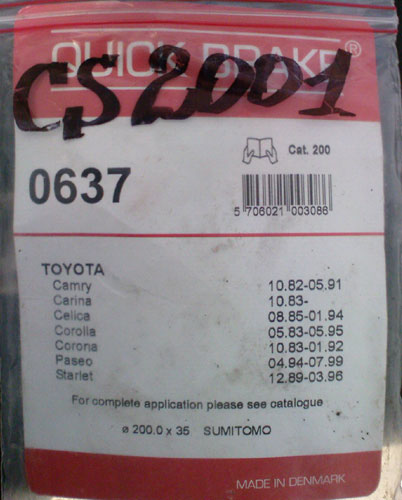 QUICK BRAKE®
GS2001
Cat. 200
0637
5 706021 003086
TOYOTA
Camry 10.82-05.91
Carina 10.83-
Celica 08.85-01.94
Corolla 05.83-05.95
Corona 10.83-01.92
Paseo 04.94-07.99
Starlet 12.89-03.96
For complete application please see catalogue
ø 200.0 x 35 SUMITOMO
MADE IN DENMARK